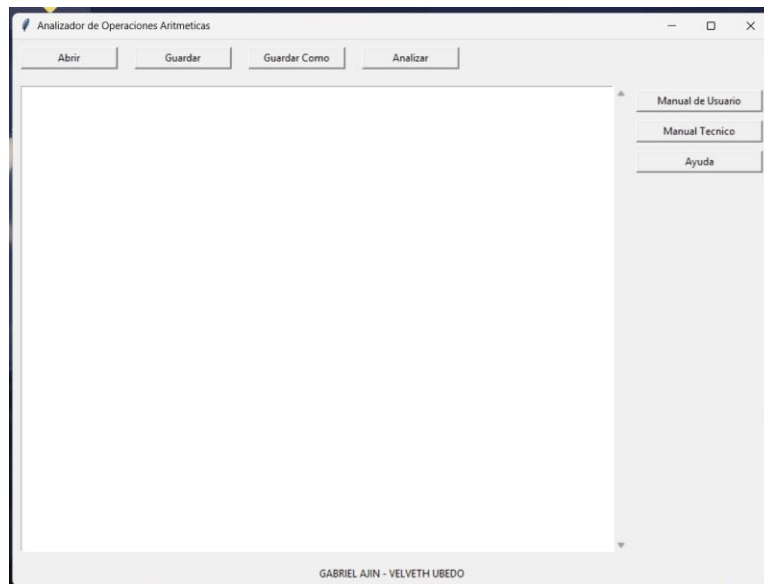 Analizador de Operaciones Aritmeticas
Abrir Guardar Guardar Como Analizar
Manual de Usuario
Manual Tecnico
Ayuda
GABRIEL AJIN - VELVETH UBEDO